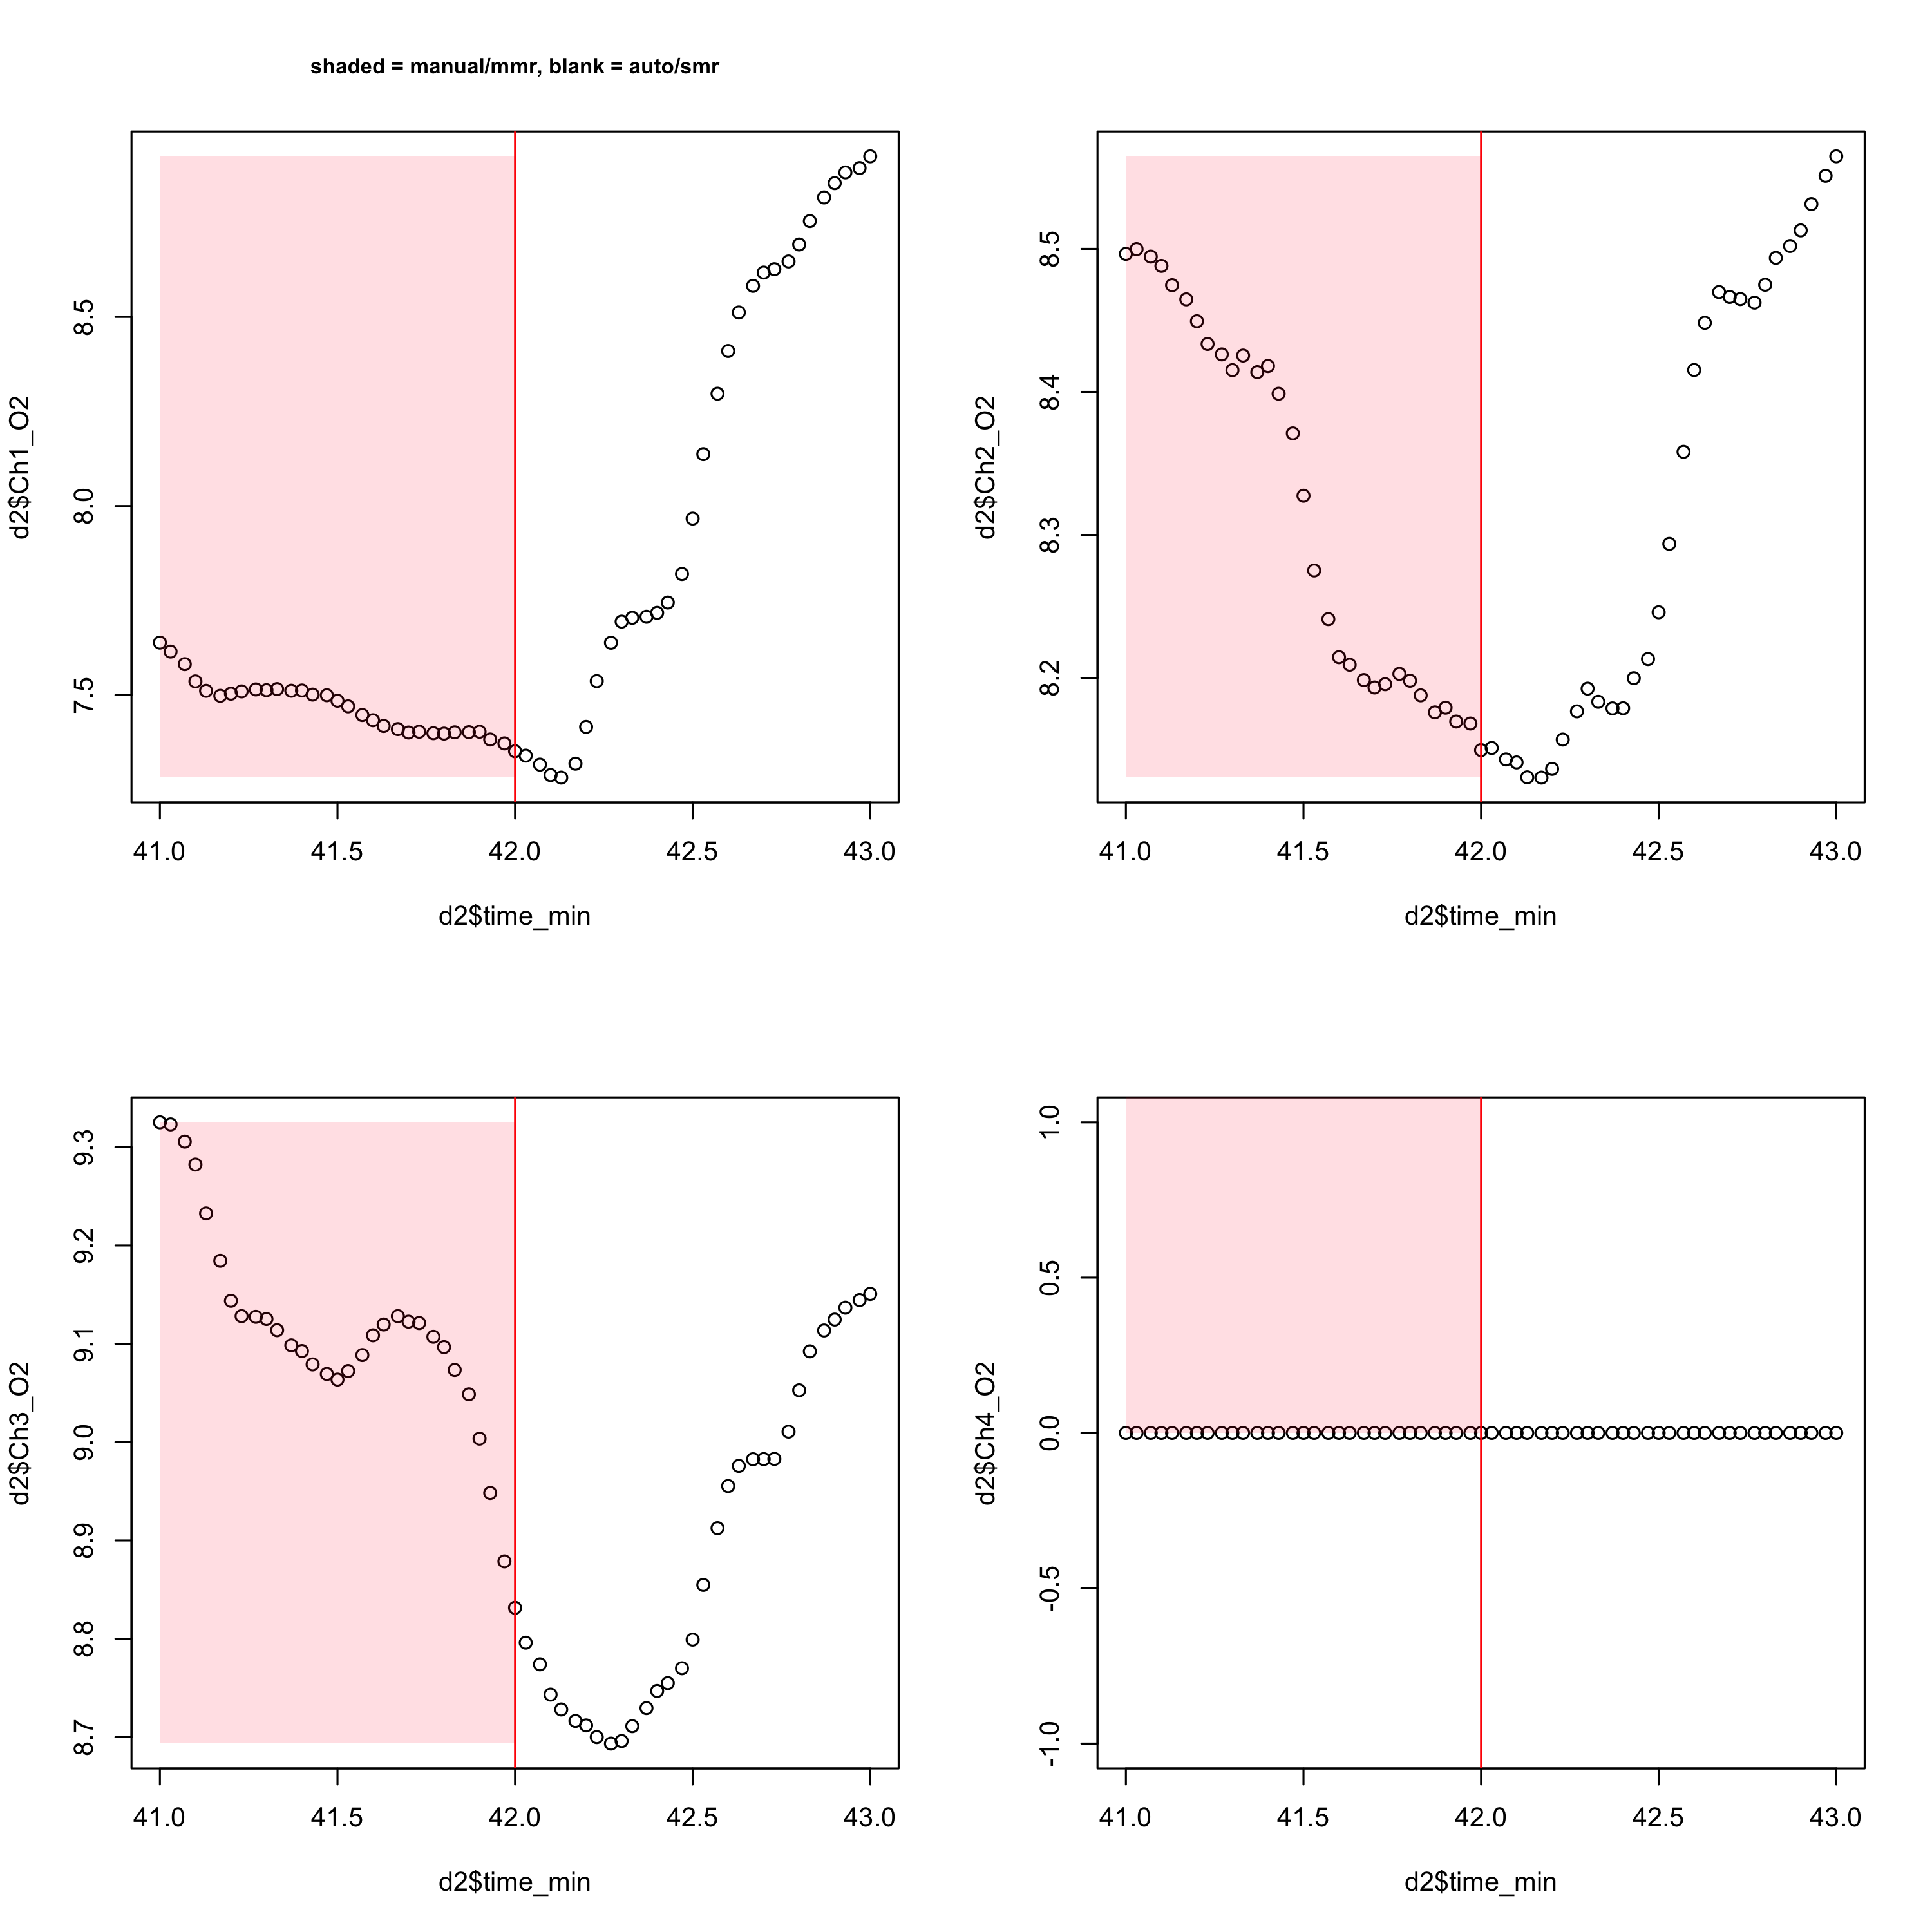 shaded = manual/mmr, blank = auto/smr
d2$Ch1_O2
8.5
8.0
7.5
41.0 41.5 42.0 42.5 43.0
d2$time_min
d2$Ch2_O2
8.5
8.4
8.3
8.2
41.0 41.5 42.0 42.5 43.0
d2$time_min
d2$Ch3_O2
9.3
9.2
9.1
9.0
8.9
8.8
8.7
41.0 41.5 42.0 42.5 43.0
d2$time_min
d2$Ch4_O2
1.0
0.5
0.0
-0.5
-1.0
41.0 41.5 42.0 42.5 43.0
d2$time_min